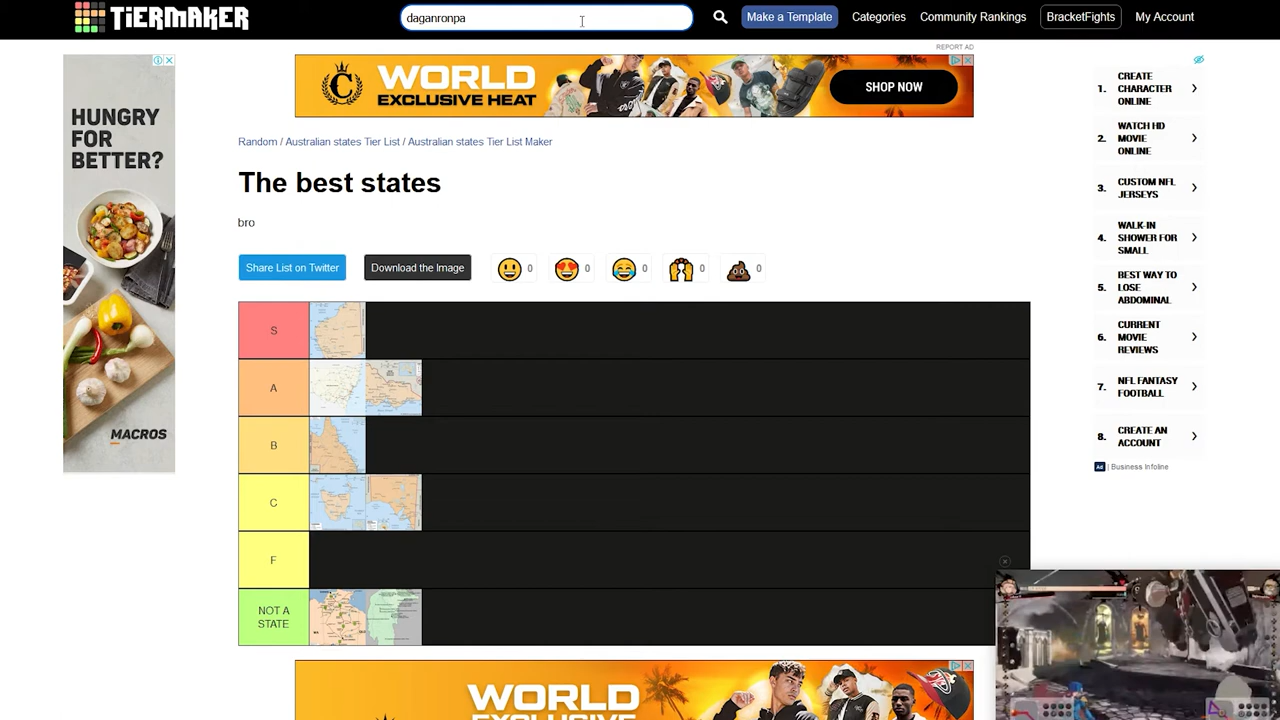 TiERMAKER
daganronpa
Make a Template
Categories
Community Rankings
BracketFights
My Account
REPORT AD
HUNGRY
FOR
BETTER?
MACROS
C
WORLD
EXCLUSIVE HEAT
SHOP NOW
Random / Australian states Tier List / Australian states Tier List Maker
The best states
bro
Share List on Twitter
Download the Image
0
0
0
0
0
S
A
B
C
F
NOT A
STATE
1. CREATE
CHARACTER
ONLINE
2. WATCH HD
MOVIE
ONLINE
3. CUSTOM NFL
JERSEYS
4. WALK-IN
SHOWER FOR
SMALL
5. BEST WAY TO
LOSE
ABDOMINAL
6. CURRENT
MOVIE
REVIEWS
7. NFL FANTASY
FOOTBALL
8. CREATE AN
ACCOUNT
Ad | Business Infoline
WORLD
EXCLUSIVE